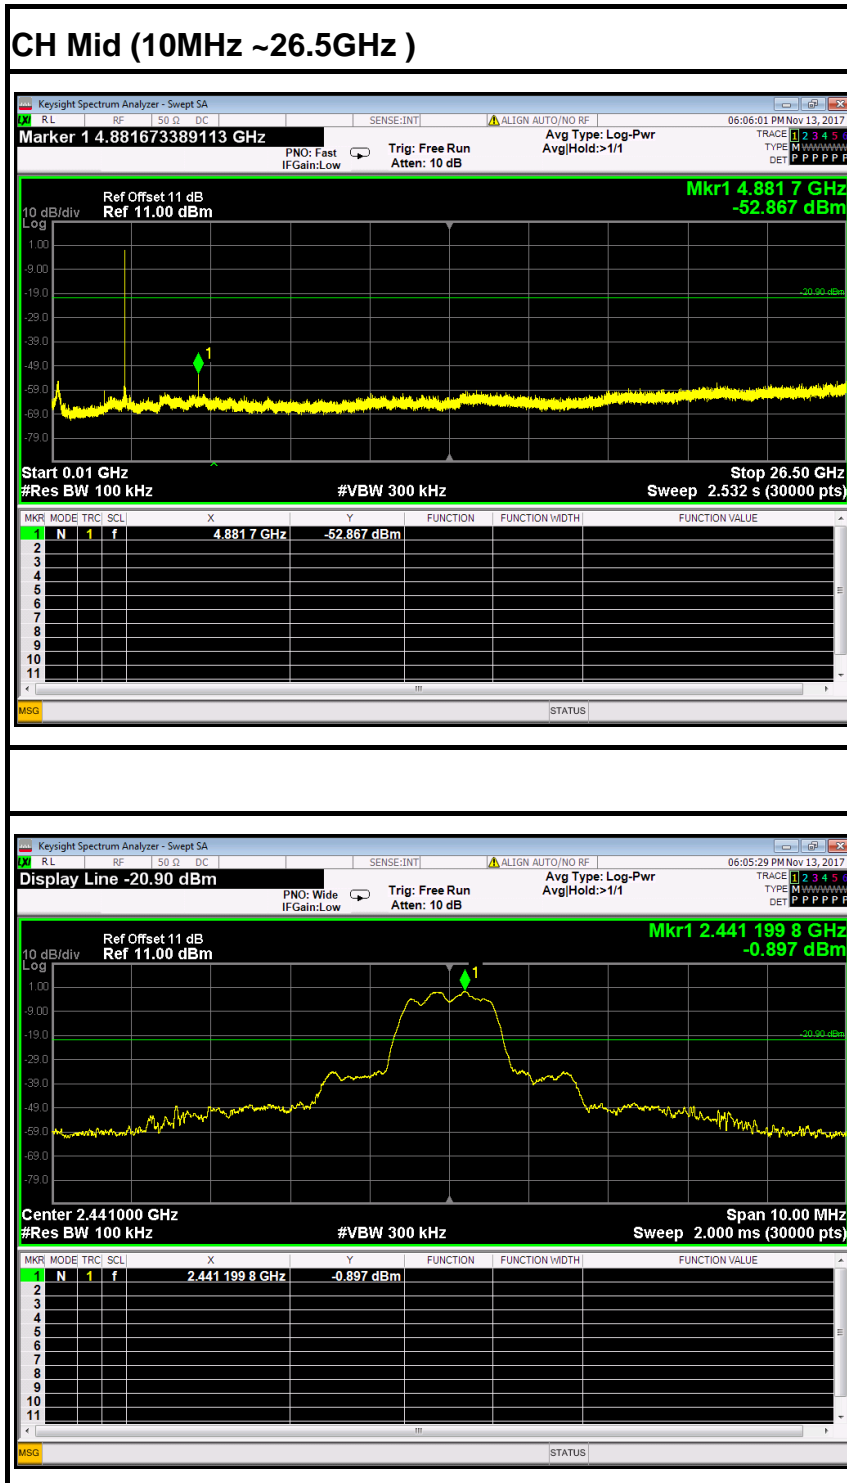 CH Mid (10MHz ~26.5GHz )
Keysight Spectrum Analyzer - Swept SA
LXI RL RF 50 Ω DC SENSE:INT ALIGN AUTO/NO RF 06:06:01 PM Nov 13, 2017
Marker 1 4.881673389113 GHz
PNO: Fast
IFGain:Low
Trig: Free Run
Atten: 10 dB
Avg Type: Log-Pwr
Avg|Hold:>1/1
TRACE 1 2 3 4 5 6
TYPE M WWWWW
DET P P P P P P
Mkr1 4.881 7 GHz
-52.867 dBm
Ref Offset 11 dB
10 dB/div Ref 11.00 dBm
Log
1.00
-9.00
-19.0
-20.90 dBm
-29.0
-39.0
1
-49.0
-59.0
-69.0
-79.0
Start 0.01 GHz Stop 26.50 GHz
#Res BW 100 kHz #VBW 300 kHz Sweep 2.532 s (30000 pts)
MKR MODE TRC SCL X Y FUNCTION FUNCTION WIDTH FUNCTION VALUE
1 N 1 f 4.881 7 GHz -52.867 dBm
2
3
4
5
6
7
8
9
10
11
MSG STATUS
Keysight Spectrum Analyzer - Swept SA
LXI RL RF 50 Ω DC SENSE:INT ALIGN AUTO/NO RF 06:05:29 PM Nov 13, 2017
Display Line -20.90 dBm
PNO: Wide
IFGain:Low
Trig: Free Run
Atten: 10 dB
Avg Type: Log-Pwr
Avg|Hold:>1/1
TRACE 1 2 3 4 5 6
TYPE M WWWWW
DET P P P P P P
Mkr1 2.441 199 8 GHz
-0.897 dBm
Ref Offset 11 dB
10 dB/div Ref 11.00 dBm
Log
1
1.00
-9.00
-19.0
-20.90 dBm
-29.0
-39.0
-49.0
-59.0
-69.0
-79.0
Center 2.441000 GHz Span 10.00 MHz
#Res BW 100 kHz #VBW 300 kHz Sweep 2.000 ms (30000 pts)
MKR MODE TRC SCL X Y FUNCTION FUNCTION WIDTH FUNCTION VALUE
1 N 1 f 2.441 199 8 GHz -0.897 dBm
2
3
4
5
6
7
8
9
10
11
MSG STATUS